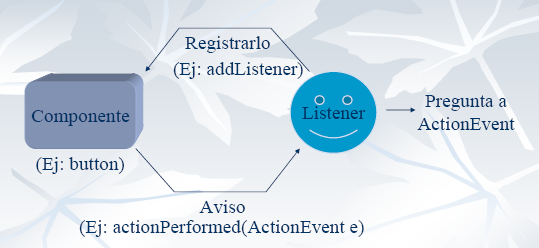 Registrarlo
(Ej: addListener)
Componente
Listener
Pregunta a
ActionEvent
(Ej: button)
Aviso
(Ej: actionPerformed(ActionEvent e)